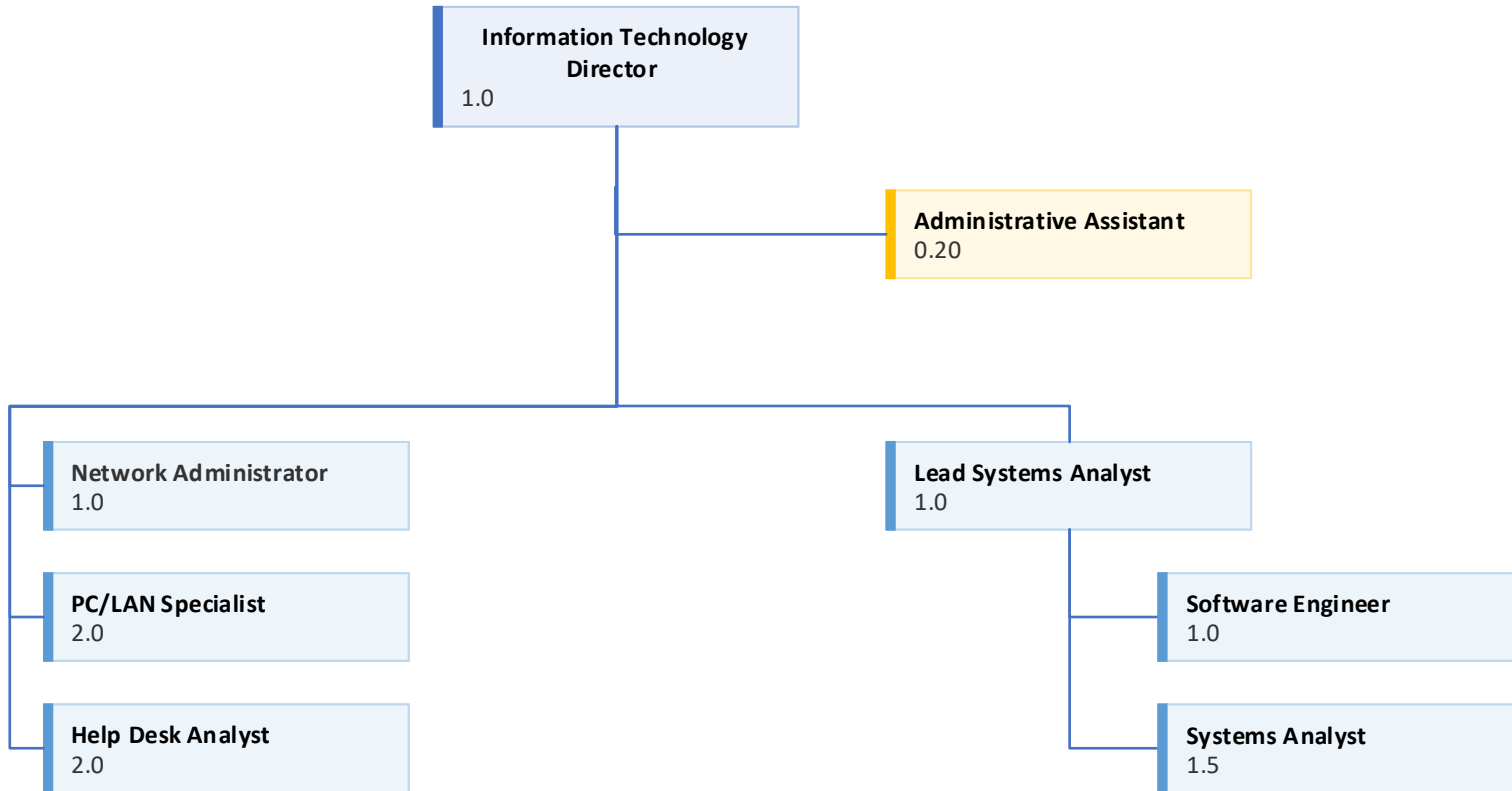 Information Technology
Director
1.0
Administrative Assistant
0.20
Network Administrator
1.0
PC/LAN Specialist
2.0
Help Desk Analyst
2.0
Lead Systems Analyst
1.0
Software Engineer
1.0
Systems Analyst
1.5